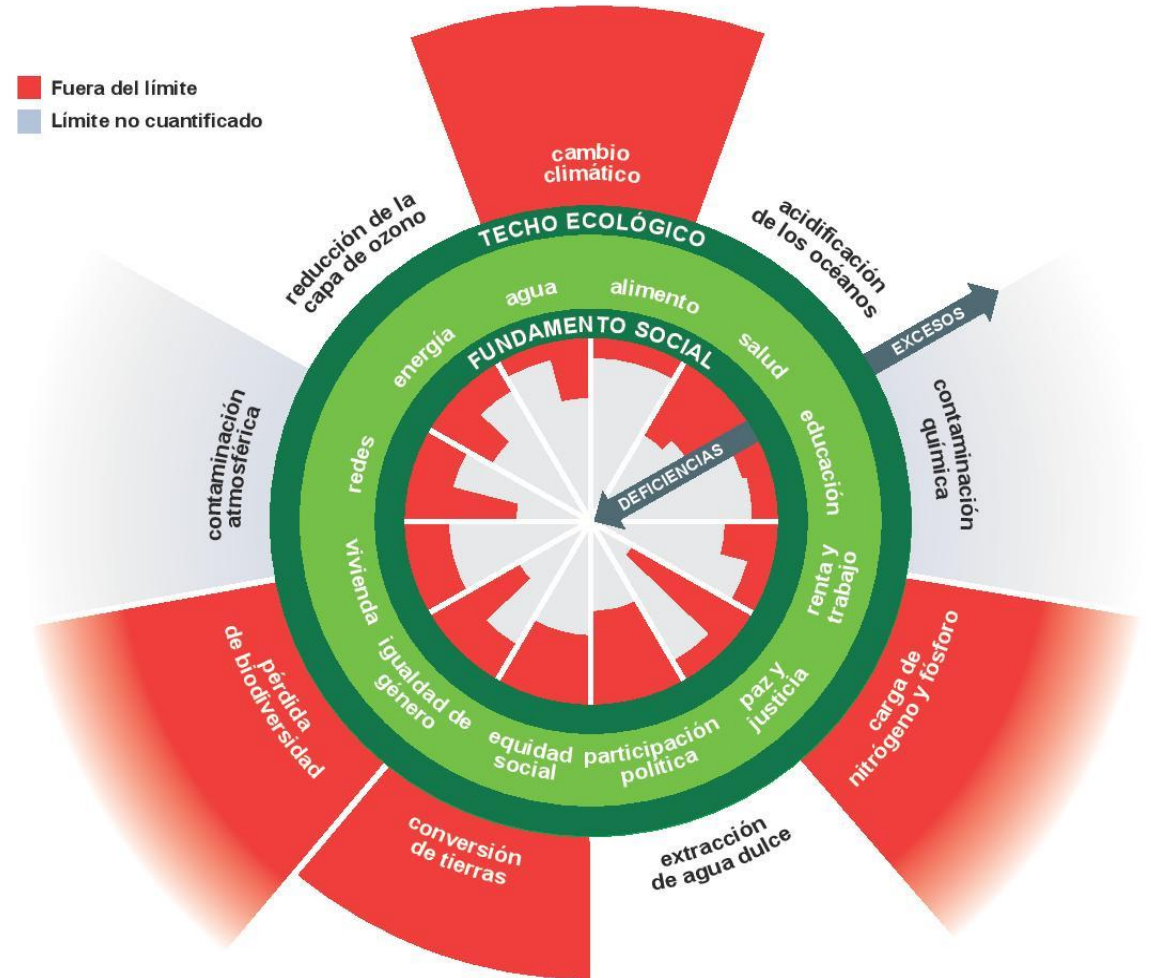 Fuera del límite
Límite no cuantificado
cambio
climático
reducción de la
capa de ozono
acidificación
de los océanos
TECHO ECOLÓGICO
EXCESOS
agua
alimento
energía
salud
FUNDAMENTO SOCIAL
contaminación
atmosférica
contaminación
química
redes
educación
DEFICIENCIAS
vivienda
renta y
trabajo
igualdad de
género
paz y
justicia
equidad
social
participación
política
pérdida
de biodiversidad
carga de
nitrógeno y fósforo
conversión
de tierras
extracción
de agua dulce